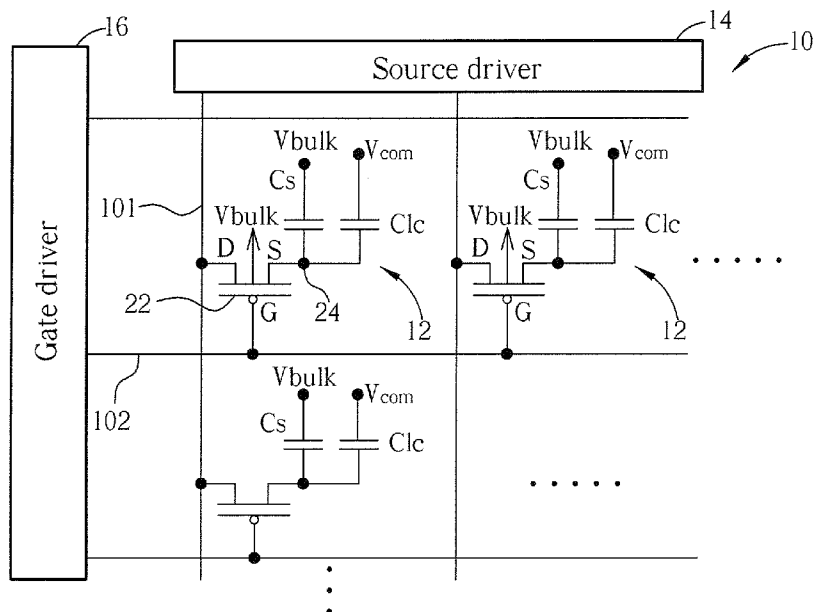 16
14
10
Source driver
Gate driver
Vbulk
Vcom
Cs
Clc
Vbulk
D
S
G
22
24
12
101
Vbulk
Vcom
Cs
Clc
Vbulk
D
S
G
12
102
Vbulk
Vcom
Cs
Clc